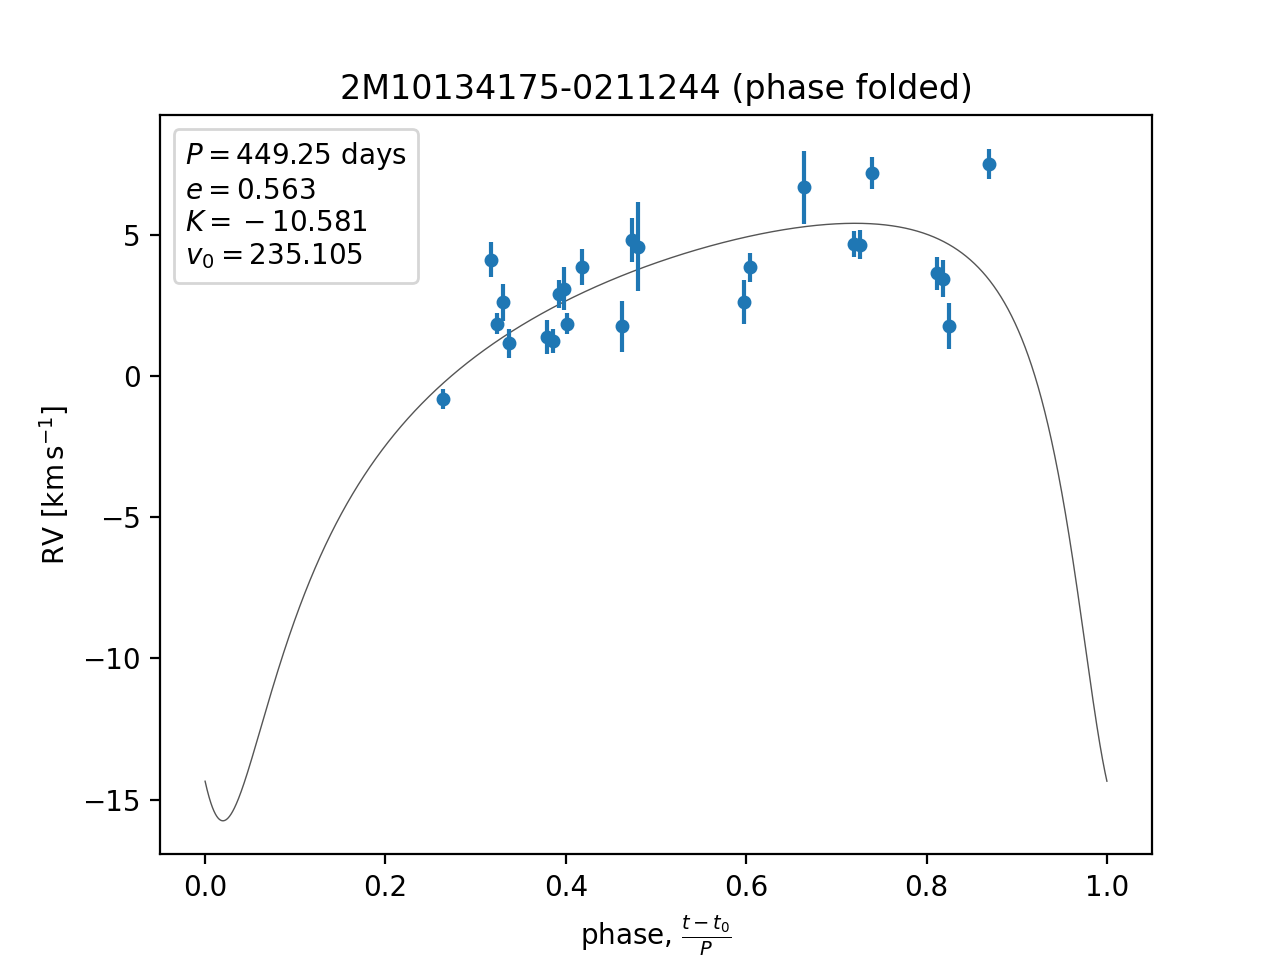 2M10134175-0211244 (phase folded)
P = 449.25 days
e = 0.563
K = −10.581
v₀ = 235.105
RV [km s⁻¹]
5
0
−5
−10
−15
0.0 0.2 0.4 0.6 0.8 1.0
phase, (t − t₀)/P